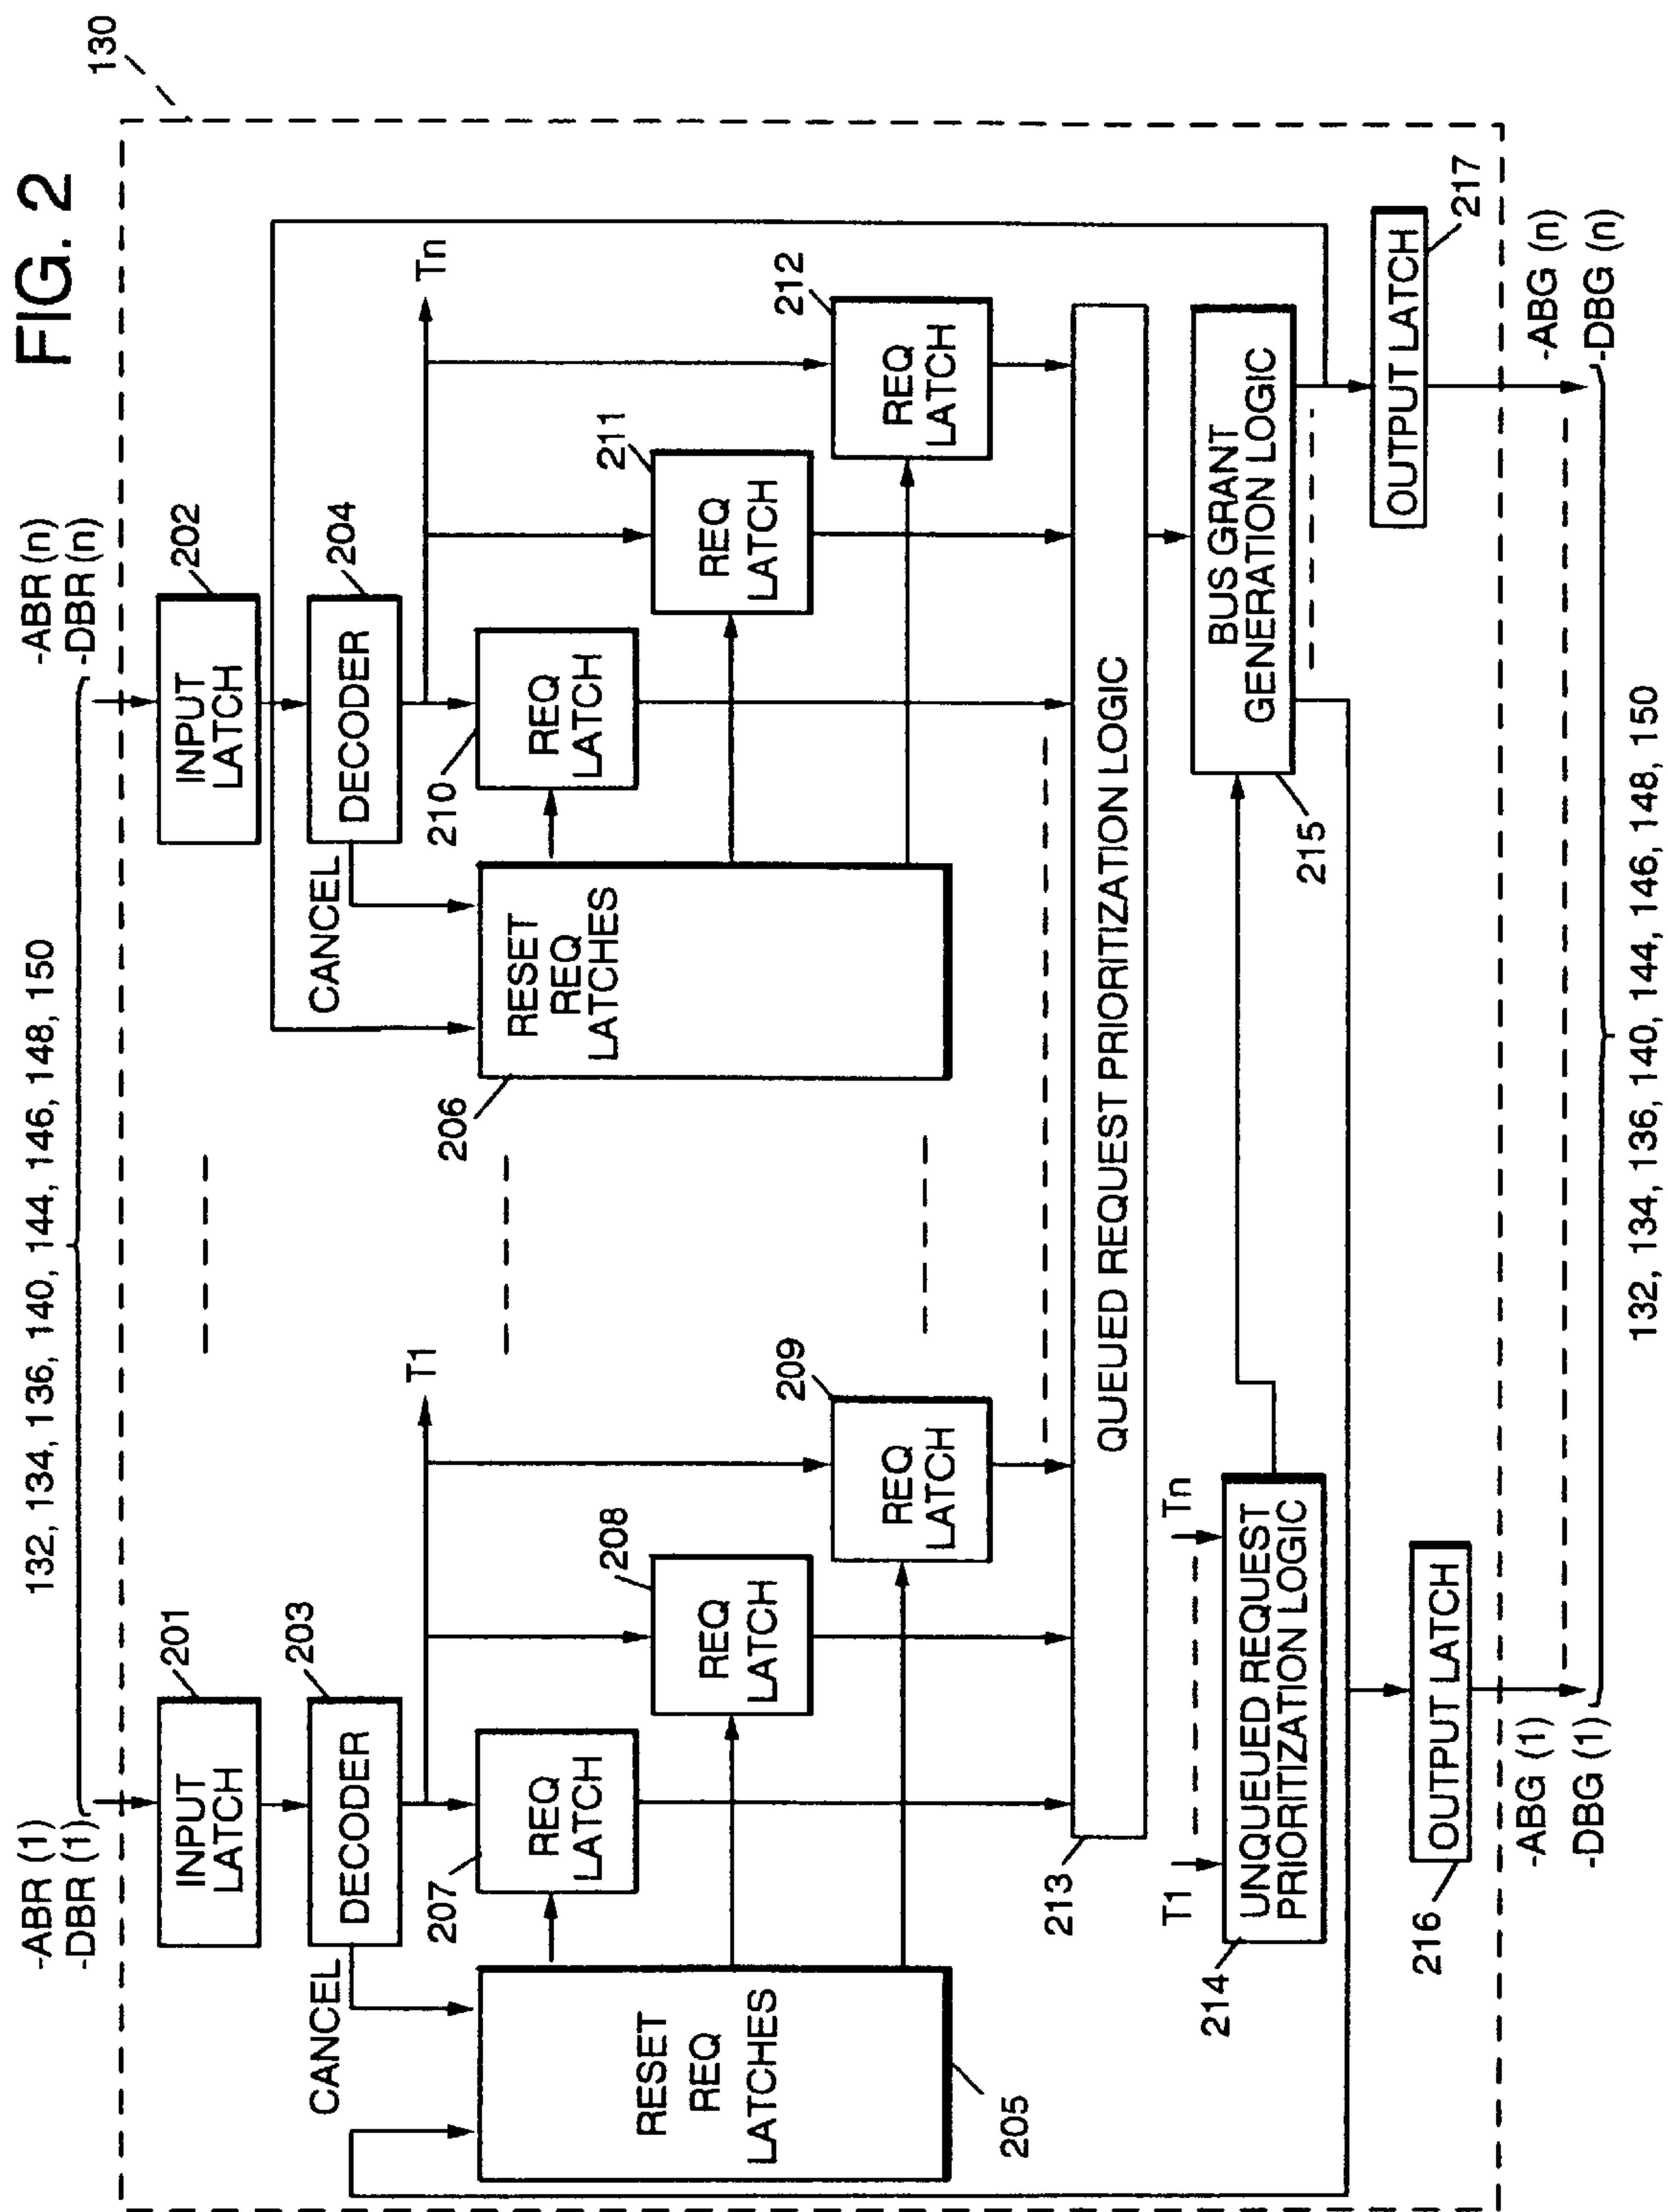 FIG. 2
130
132, 134, 136, 140, 144, 146, 148, 150
-ABR (1)
-DBR (1)
-ABR (n)
-DBR (n)
INPUT
LATCH
201
INPUT
LATCH
202
CANCEL
DECODER
203
CANCEL
DECODER
204
T1
Tn
RESET
REQ
LATCHES
205
207
REQ
LATCH
208
REQ
LATCH
209
REQ
LATCH
RESET
REQ
LATCHES
206
210
REQ
LATCH
211
REQ
LATCH
212
REQ
LATCH
213
QUEUED REQUEST PRIORITIZATION LOGIC
T1
Tn
214
UNQUEUED REQUEST
PRIORITIZATION LOGIC
215
BUS GRANT
GENERATION LOGIC
216
OUTPUT LATCH
OUTPUT LATCH
217
-ABG (1)
-DBG (1)
-ABG (n)
-DBG (n)
132, 134, 136, 140, 144, 146, 148, 150